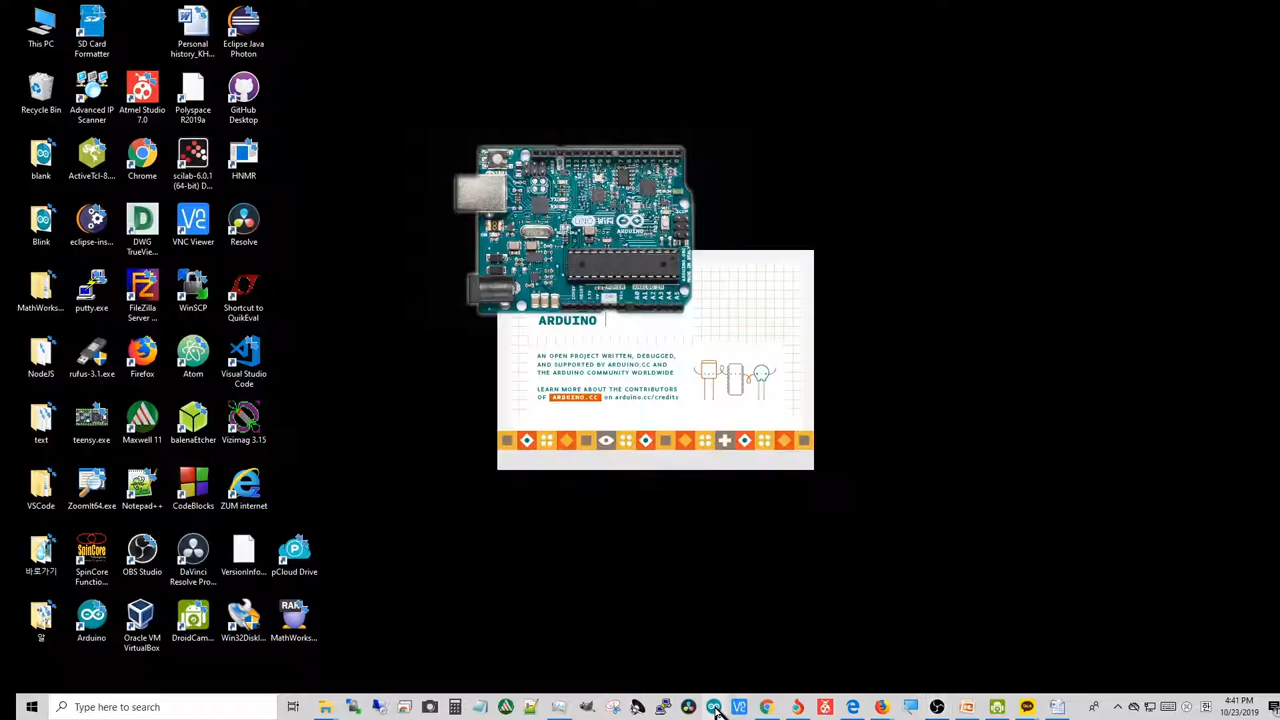 This PC
SD Card
Formatter
Personal
history_KH...
Eclipse Java
Photon
Recycle Bin
Advanced IP
Scanner
Atmel Studio
7.0
Polyspace
R2019a
GitHub
Desktop
blank
ActiveTcl-8....
Chrome
scilab-6.0.1
(64-bit) D...
HNMR
Blink
eclipse-ins...
DWG
TrueView...
VNC Viewer
Resolve
MathWorks...
putty.exe
FileZilla
Server ...
WinSCP
Shortcut to
QuikEval
NodeJS
rufus-3.1.exe
Firefox
Atom
Visual Studio
Code
text
teensy.exe
Maxwell 11
balenaEtcher
Vizimag 3.15
VSCode
ZoomIt64.exe
Notepad++
CodeBlocks
ZUM internet
바로가기
SpinCore
Functio...
OBS Studio
DaVinci
Resolve Pro...
VersionInfo...
pCloud Drive
알
Arduino
Oracle VM
VirtualBox
DroidCam...
Win32DiskI...
MathWorks...
ARDUINO
ARDUINO
AN OPEN PROJECT WRITTEN, DEBUGGED,
AND SUPPORTED BY ARDUINO.CC AND
THE ARDUINO COMMUNITY WORLDWIDE
LEARN MORE ABOUT THE CONTRIBUTORS
OF ARDUINO.CC on arduino.cc/credits
Type here to search
4:41 PM
10/23/2019